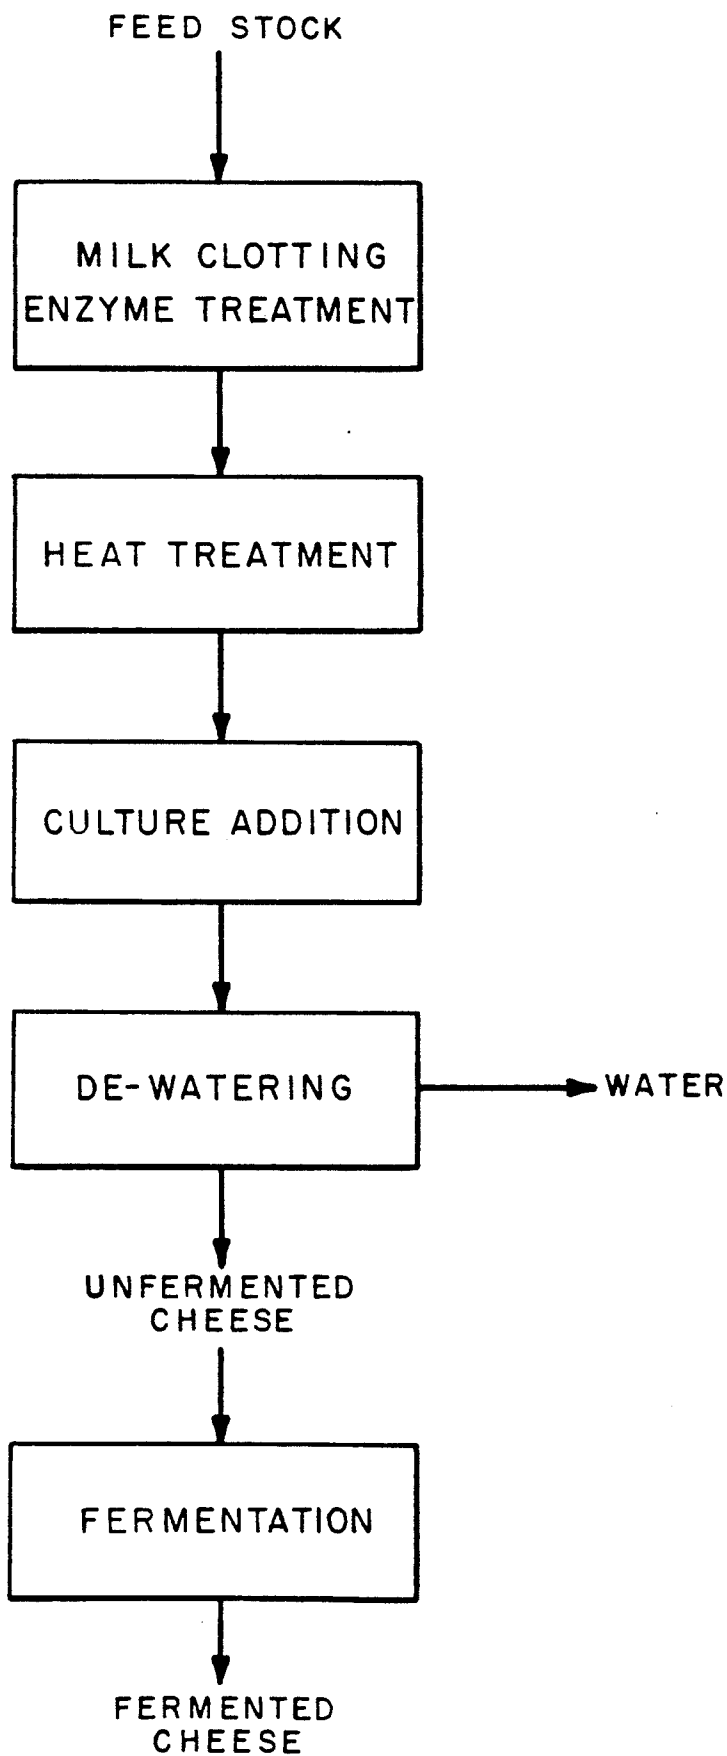 FEED STOCK
MILK CLOTTING
ENZYME TREATMENT
HEAT TREATMENT
CULTURE ADDITION
DE-WATERING
WATER
UNFERMENTED
CHEESE
FERMENTATION
FERMENTED
CHEESE